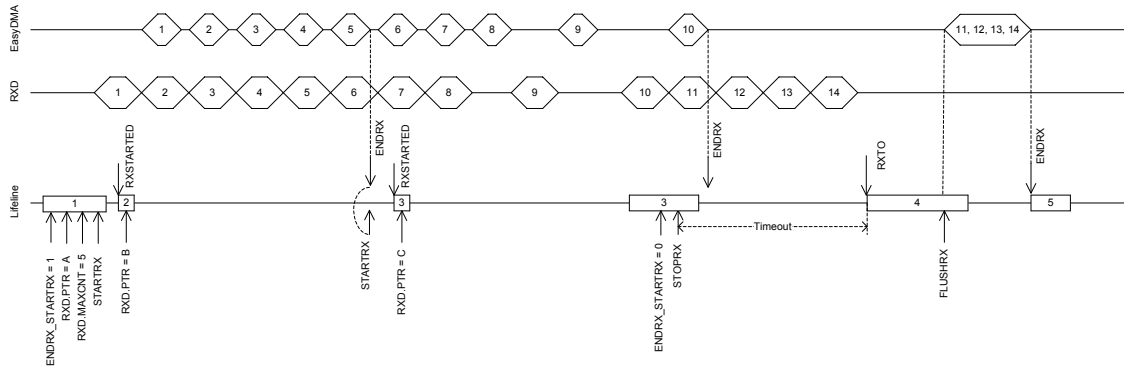 EasyDMA
1 2 3 4 5 6 7 8 9 10 11, 12, 13, 14
RXD
1 2 3 4 5 6 7 8 9 10 11 12 13 14
RXSTARTED
ENDRX
RXSTARTED
ENDRX
RXTO
ENDRX
Lifeline
1 2 3 3 4 5
Timeout
ENDRX_STARTRX = 1
RXD.PTR = A
RXD.MAXCNT = 5
STARTRX
RXD.PTR = B
STARTRX
RXD.PTR = C
ENDRX_STARTRX = 0
STOPRX
FLUSHRX